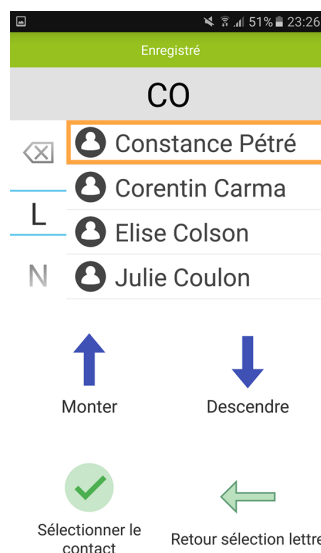 51% 23:26
Enregistré
CO
Constance Pétré
Corentin Carma
L
Elise Colson
N
Julie Coulon
Monter
Descendre
Sélectionner le
contact
Retour sélection lettre